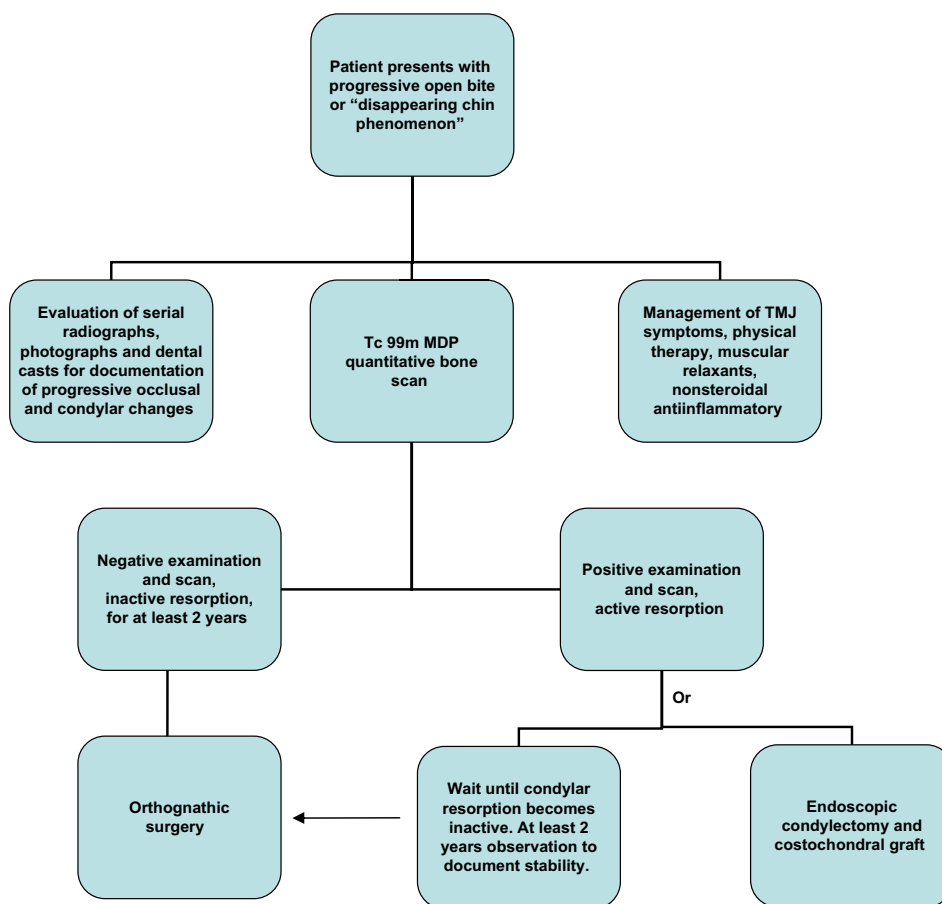 Patient presents with
progressive open bite
or “disappearing chin
phenomenon”
Evaluation of serial
radiographs,
photographs and dental
casts for documentation
of progressive occlusal
and condylar changes
Tc 99m MDP
quantitative bone
scan
Management of TMJ
symptoms, physical
therapy, muscular
relaxants,
nonsteroidal
antiinflammatory
Negative examination
and scan,
inactive resorption,
for at least 2 years
Positive examination
and scan,
active resorption
Or
Orthognathic
surgery
Wait until condylar
resorption becomes
inactive. At least 2
years observation to
document stability.
Endoscopic
condylectomy and
costochondral graft